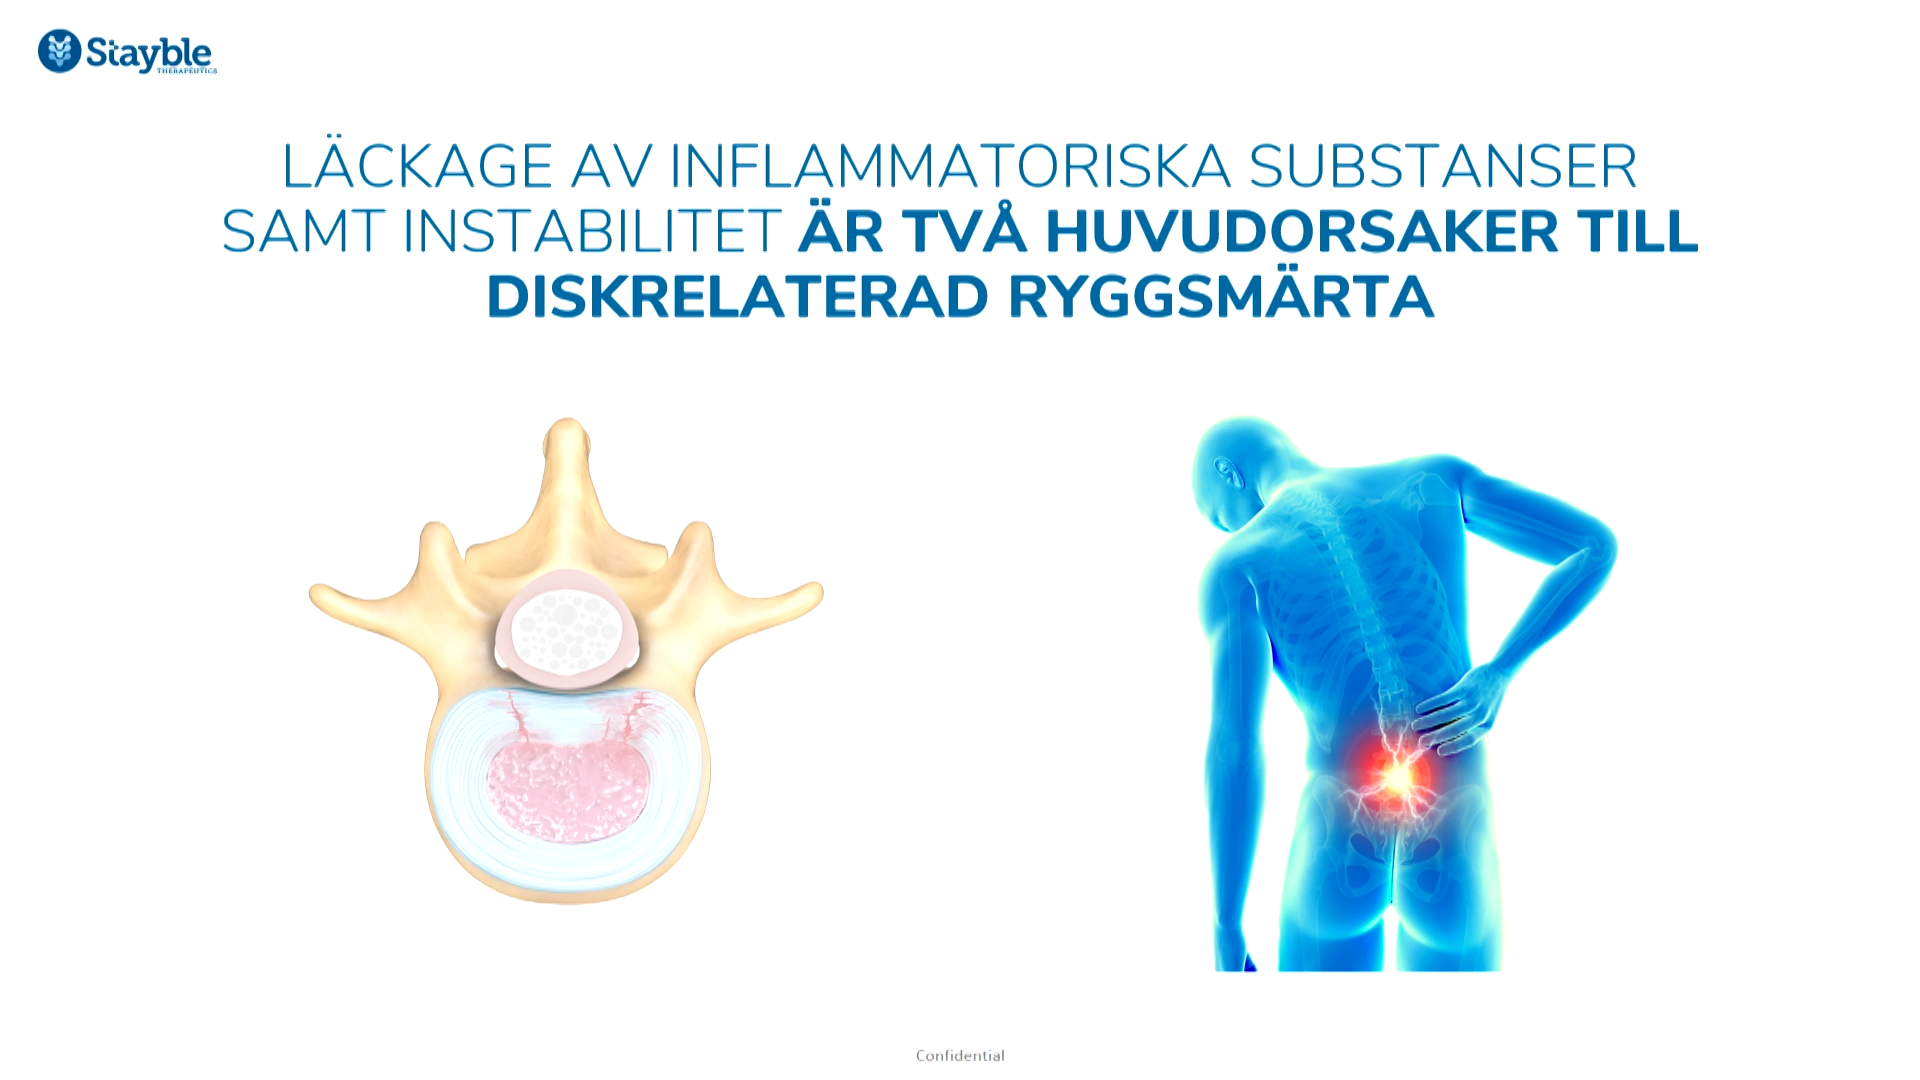 Stayble
THERAPEUTICS
LÄCKAGE AV INFLAMMATORISKA SUBSTANSER
SAMT INSTABILITET ÄR TVÅ HUVUDORSAKER TILL
DISKRELATERAD RYGGSMÄRTA
Confidential